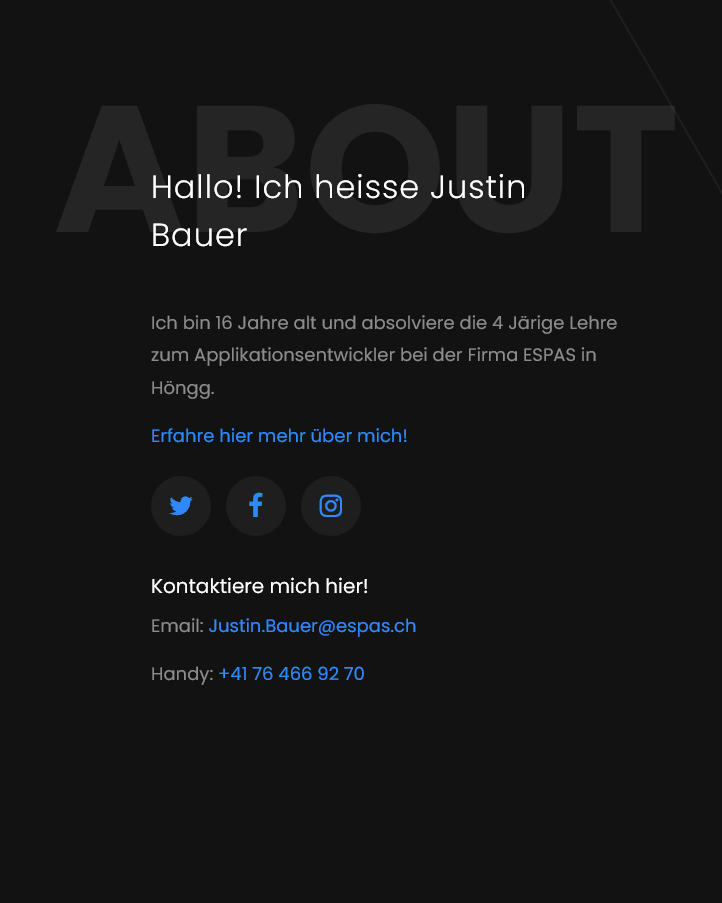 ABOUT
Hallo! Ich heisse Justin
Bauer
Ich bin 16 Jahre alt und absolviere die 4 Järige Lehre
zum Applikationsentwickler bei der Firma ESPAS in
Höngg.
Erfahre hier mehr über mich!
Kontaktiere mich hier!
Email: Justin.Bauer@espas.ch
Handy: +41 76 466 92 70